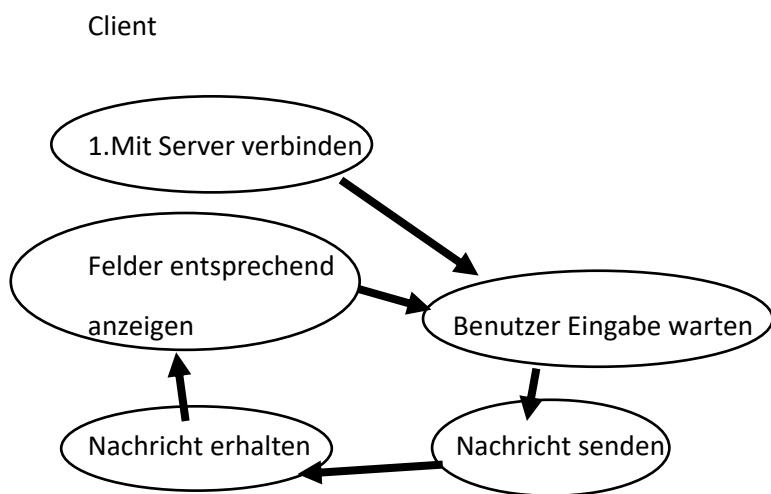 Client
1.Mit Server verbinden
Felder entsprechend
anzeigen
Benutzer Eingabe warten
Nachricht erhalten
Nachricht senden